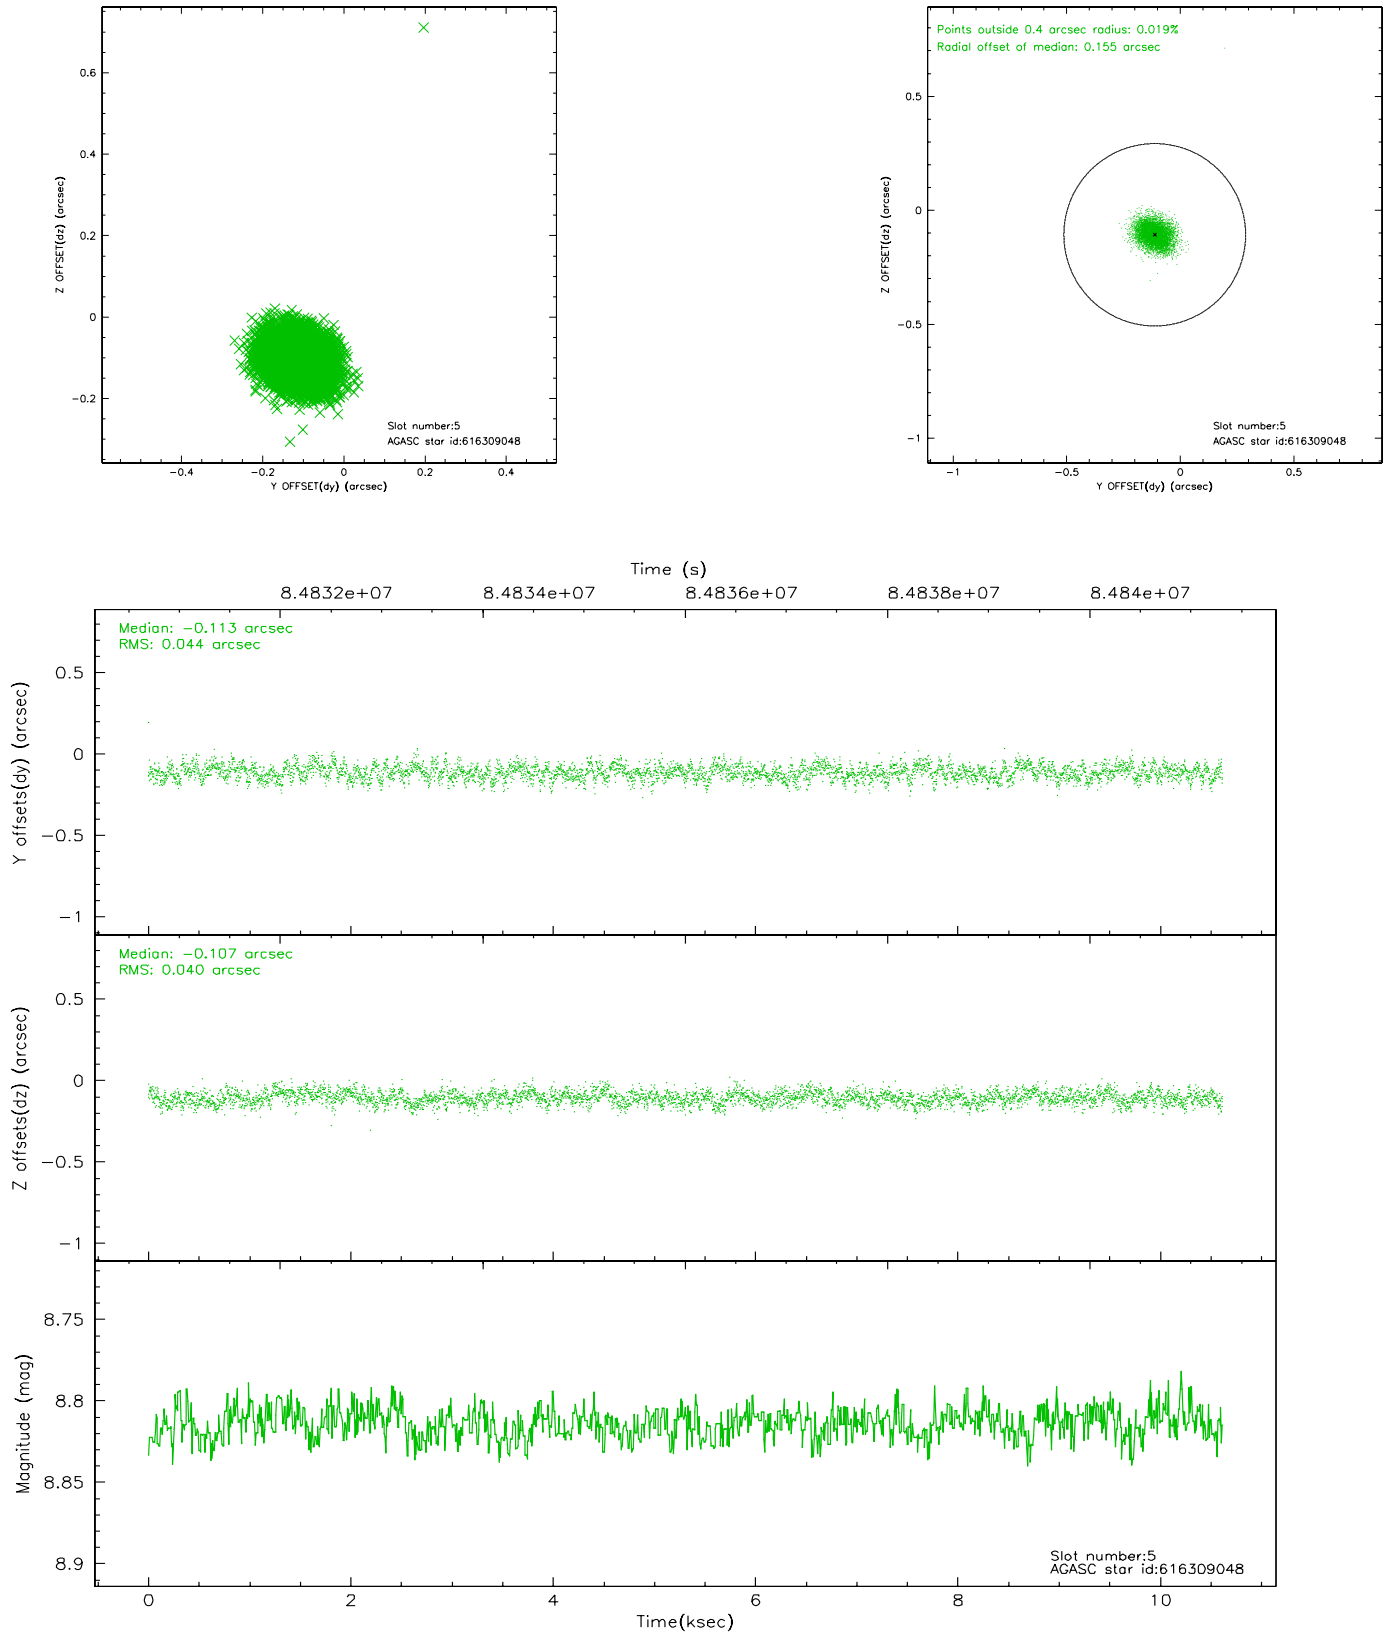 0.6
0.4
0.2
0
−0.2
Z OFFSET(dz) (arcsec)
Slot number:5
AGASC star id:616309048
−0.4 −0.2 0 0.2 0.4
Y OFFSET(dy) (arcsec)
Points outside 0.4 arcsec radius: 0.019%
Radial offset of median: 0.155 arcsec
0.5
0
−0.5
−1
Z OFFSET(dz) (arcsec)
Slot number:5
AGASC star id:616309048
−1 −0.5 0 0.5
Y OFFSET(dy) (arcsec)
Time (s)
8.4832e+07 8.4834e+07 8.4836e+07 8.4838e+07 8.484e+07
Median: −0.113 arcsec
RMS: 0.044 arcsec
0.5
0
−0.5
−1
Y offsets(dy) (arcsec)
Median: −0.107 arcsec
RMS: 0.040 arcsec
0.5
0
−0.5
−1
Z offsets(dz) (arcsec)
8.75
8.8
8.85
8.9
Magnitude (mag)
Slot number:5
AGASC star id:616309048
0 2 4 6 8 10
Time(ksec)